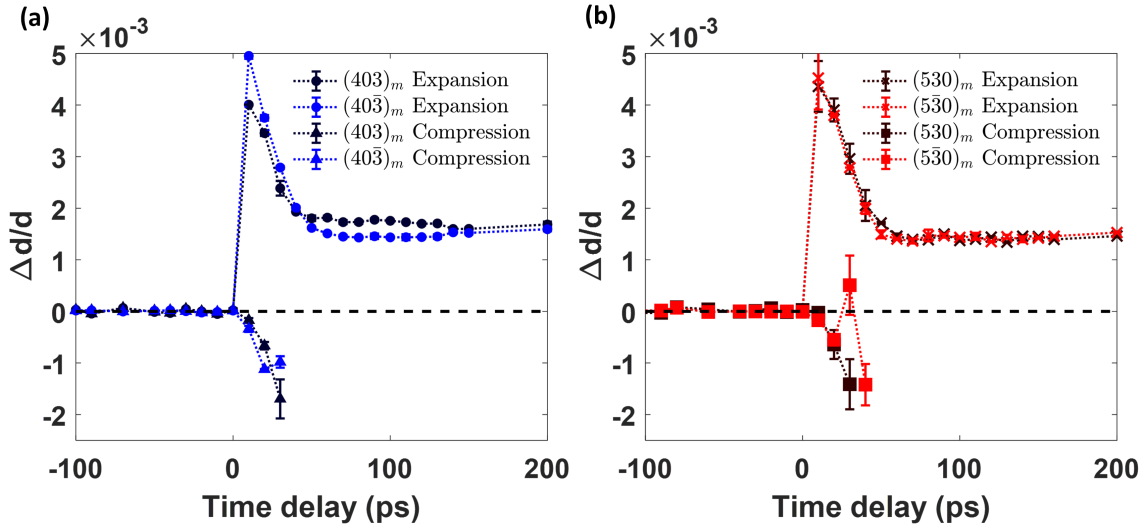 (a)
×10⁻³
5
4
3
2
1
0
-1
-2
Δd/d
-100
0
100
200
Time delay (ps)
(403)ₘ Expansion
(403̄)ₘ Expansion
(403)ₘ Compression
(403̄)ₘ Compression
(b)
×10⁻³
5
4
3
2
1
0
-1
-2
Δd/d
-100
0
100
200
Time delay (ps)
(530)ₘ Expansion
(53̄0)ₘ Expansion
(530)ₘ Compression
(53̄0)ₘ Compression